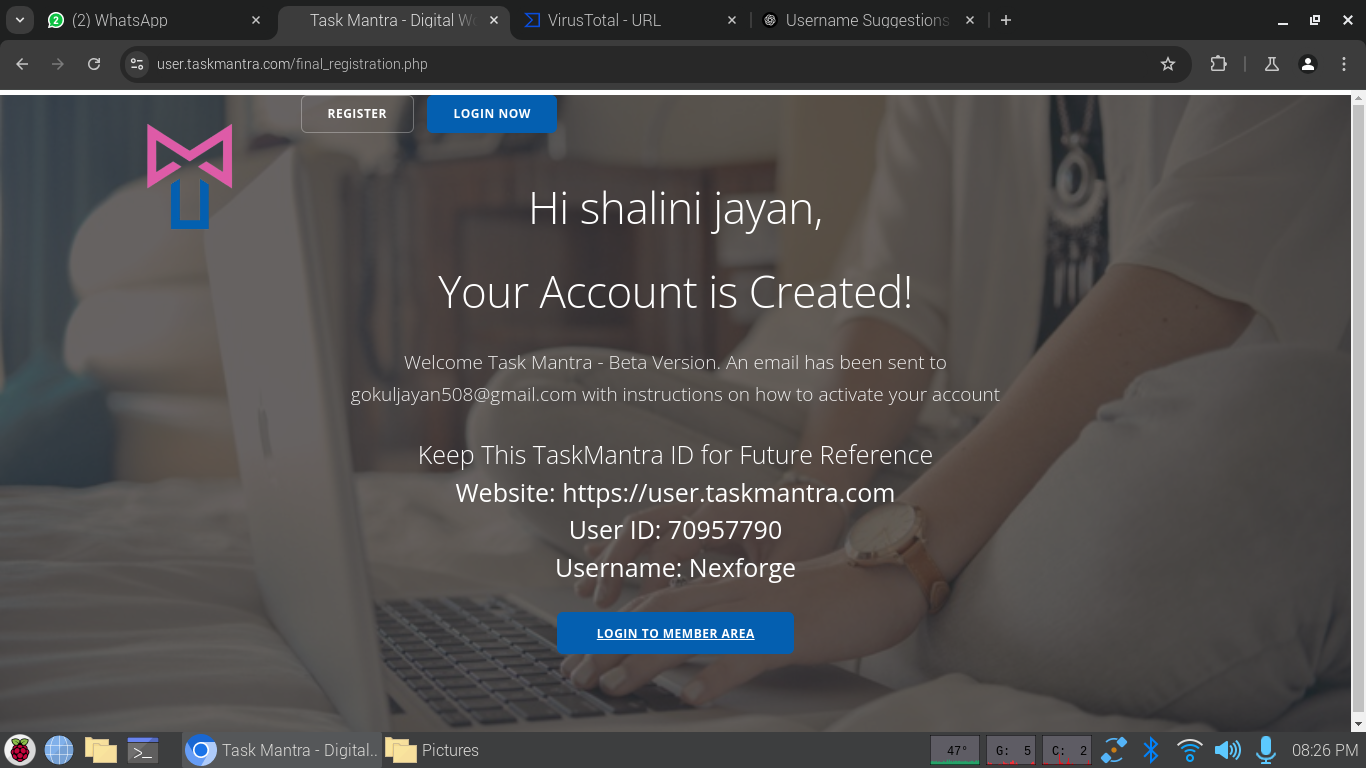 (2) WhatsApp
Task Mantra - Digital Wo
VirusTotal - URL
Username Suggestions
user.taskmantra.com/final_registration.php
REGISTER
LOGIN NOW
Hi shalini jayan,
Your Account is Created!
Welcome Task Mantra - Beta Version. An email has been sent to
gokuljayan508@gmail.com with instructions on how to activate your account
Keep This TaskMantra ID for Future Reference
Website: https://user.taskmantra.com
User ID: 70957790
Username: Nexforge
LOGIN TO MEMBER AREA
Task Mantra - Digital...
Pictures
47°
G: 5
C: 2
08:26 PM